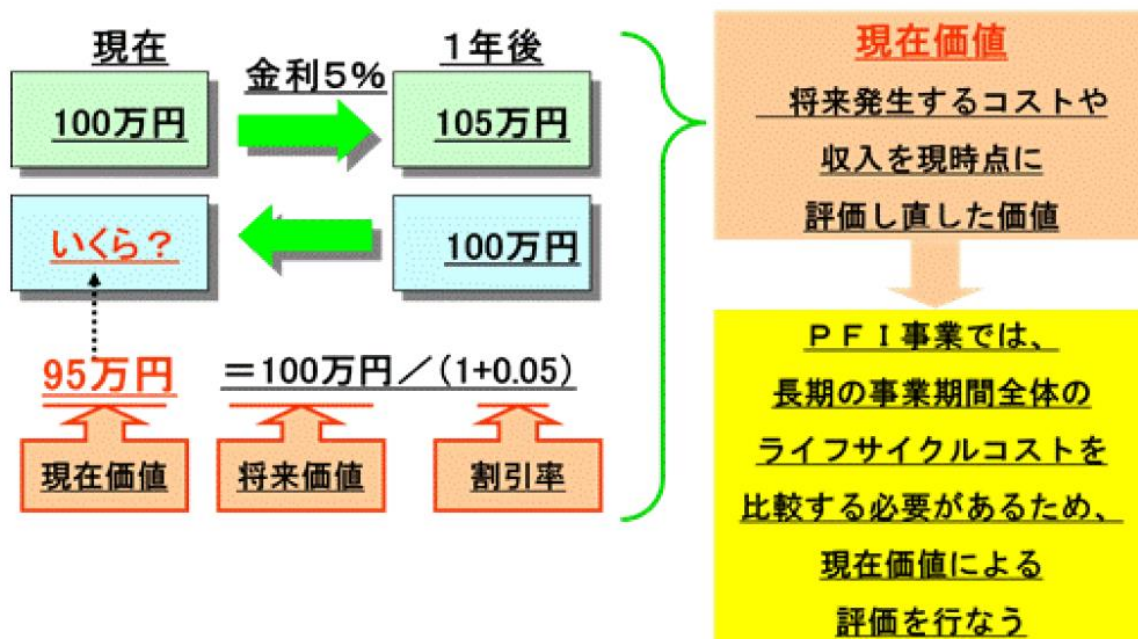 現在
1年後
金利5%
100万円
105万円
いくら？
100万円
95万円
＝100万円／(1+0.05)
現在価値
将来価値
割引率
現在価値
将来発生するコストや
収入を現時点に
評価し直した価値
ＰＦＩ事業では、
長期の事業期間全体の
ライフサイクルコストを
比較する必要があるため、
現在価値による
評価を行なう